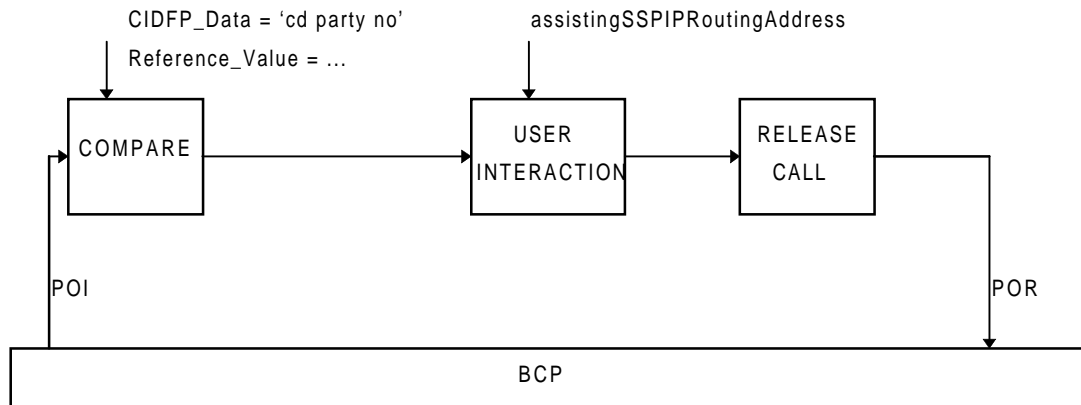 CIDFP_Data = ‘cd party no’
Reference_Value = ...
assistingSSPIPRoutingAddress
COMPARE
USER
INTERACTION
RELEASE
CALL
POI
POR
BCP